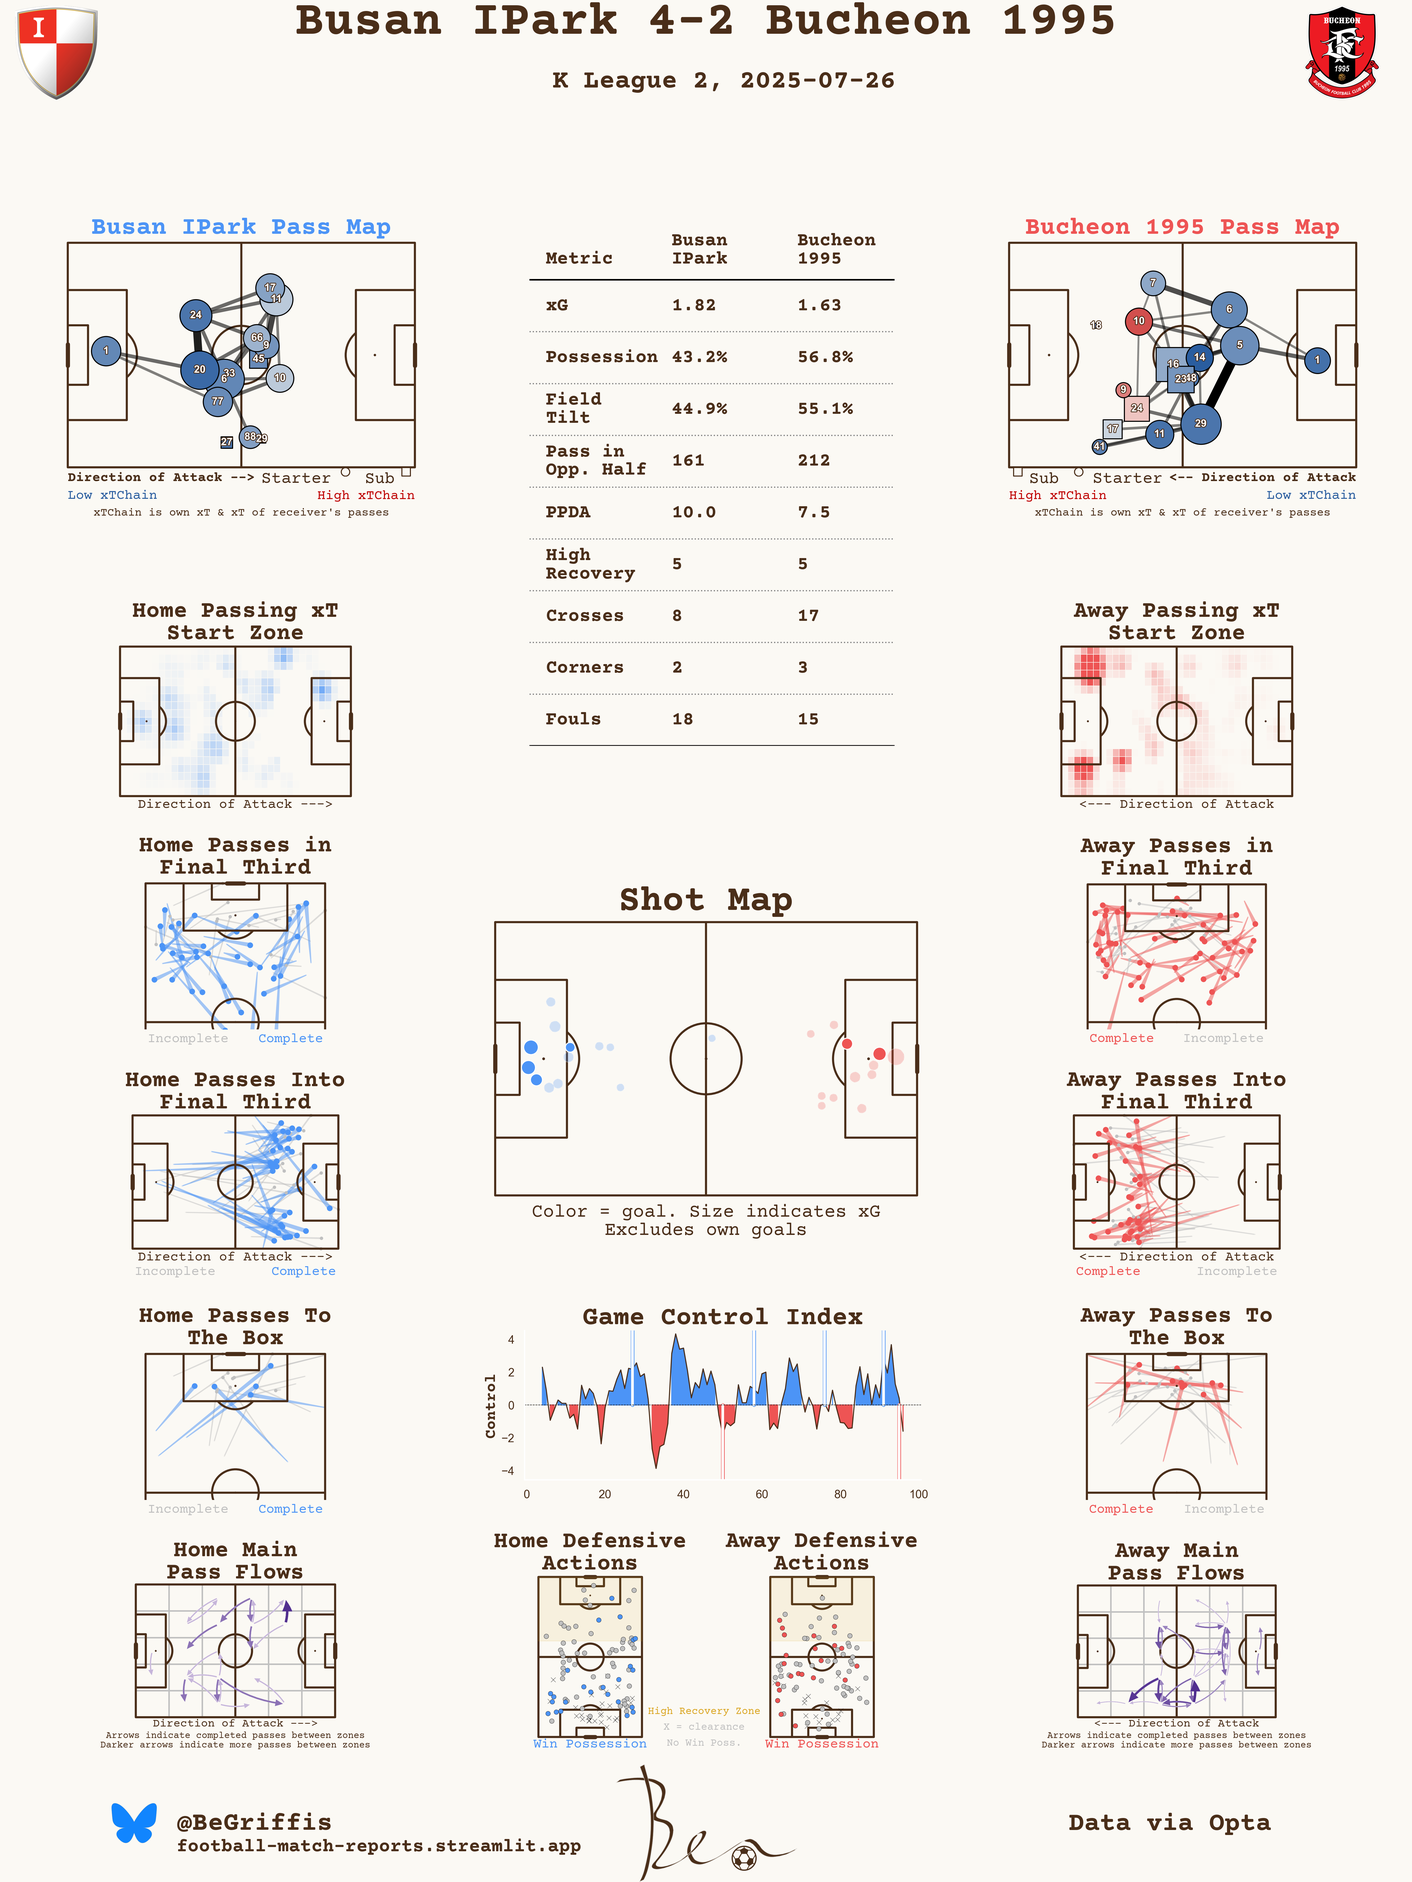 Busan IPark 4-2 Bucheon 1995
K League 2, 2025-07-26
I
BUCHEON
1995
BUCHEON FOOTBALL CLUB 1995
Busan IPark Pass Map
1
24
20
33
6
77
17
11
66
9
45
10
27
88
29
Direction of Attack --> Starter Sub
Low xTChain High xTChain
xTChain is own xT & xT of receiver's passes
Metric Busan IPark Bucheon 1995
xG 1.82 1.63
Possession 43.2% 56.8%
Field Tilt 44.9% 55.1%
Pass in Opp. Half 161 212
PPDA 10.0 7.5
High Recovery 5 5
Crosses 8 17
Corners 2 3
Fouls 18 15
Bucheon 1995 Pass Map
7
6
18
10
5
16
14
1
23
48
9
24
17
11
29
41
Sub Starter <-- Direction of Attack
High xTChain Low xTChain
xTChain is own xT & xT of receiver's passes
Home Passing xT
Start Zone
Direction of Attack --->
Away Passing xT
Start Zone
<--- Direction of Attack
Home Passes in
Final Third
Incomplete Complete
Away Passes in
Final Third
Complete Incomplete
Shot Map
Color = goal. Size indicates xG
Excludes own goals
Home Passes Into
Final Third
Direction of Attack --->
Incomplete Complete
Away Passes Into
Final Third
<--- Direction of Attack
Complete Incomplete
Home Passes To
The Box
Incomplete Complete
Game Control Index
Control
4
2
0
−2
−4
0 20 40 60 80 100
Away Passes To
The Box
Complete Incomplete
Home Main
Pass Flows
Direction of Attack --->
Arrows indicate completed passes between zones
Darker arrows indicate more passes between zones
Home Defensive
Actions
Win Possession
High Recovery Zone
X = clearance
No Win Poss.
Away Defensive
Actions
Win Possession
Away Main
Pass Flows
<--- Direction of Attack
Arrows indicate completed passes between zones
Darker arrows indicate more passes between zones
@BeGriffis
football-match-reports.streamlit.app
Ben
Data via Opta